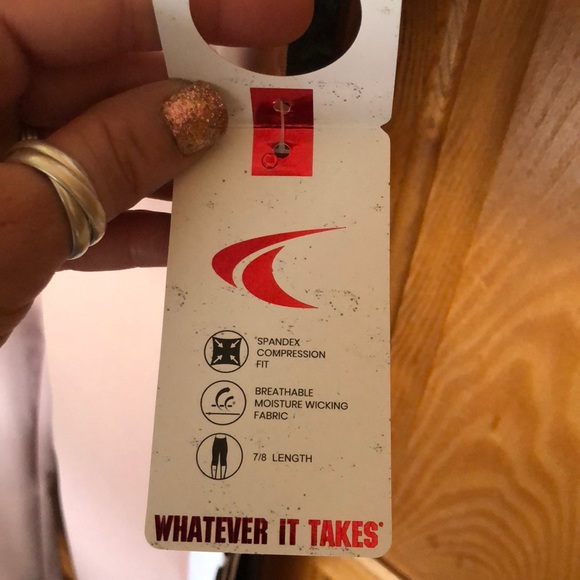 *SPANDEX
COMPRESSION
FIT
BREATHABLE
MOISTURE WICKING
FABRIC
7/8 LENGTH
WHATEVER IT TAKES®